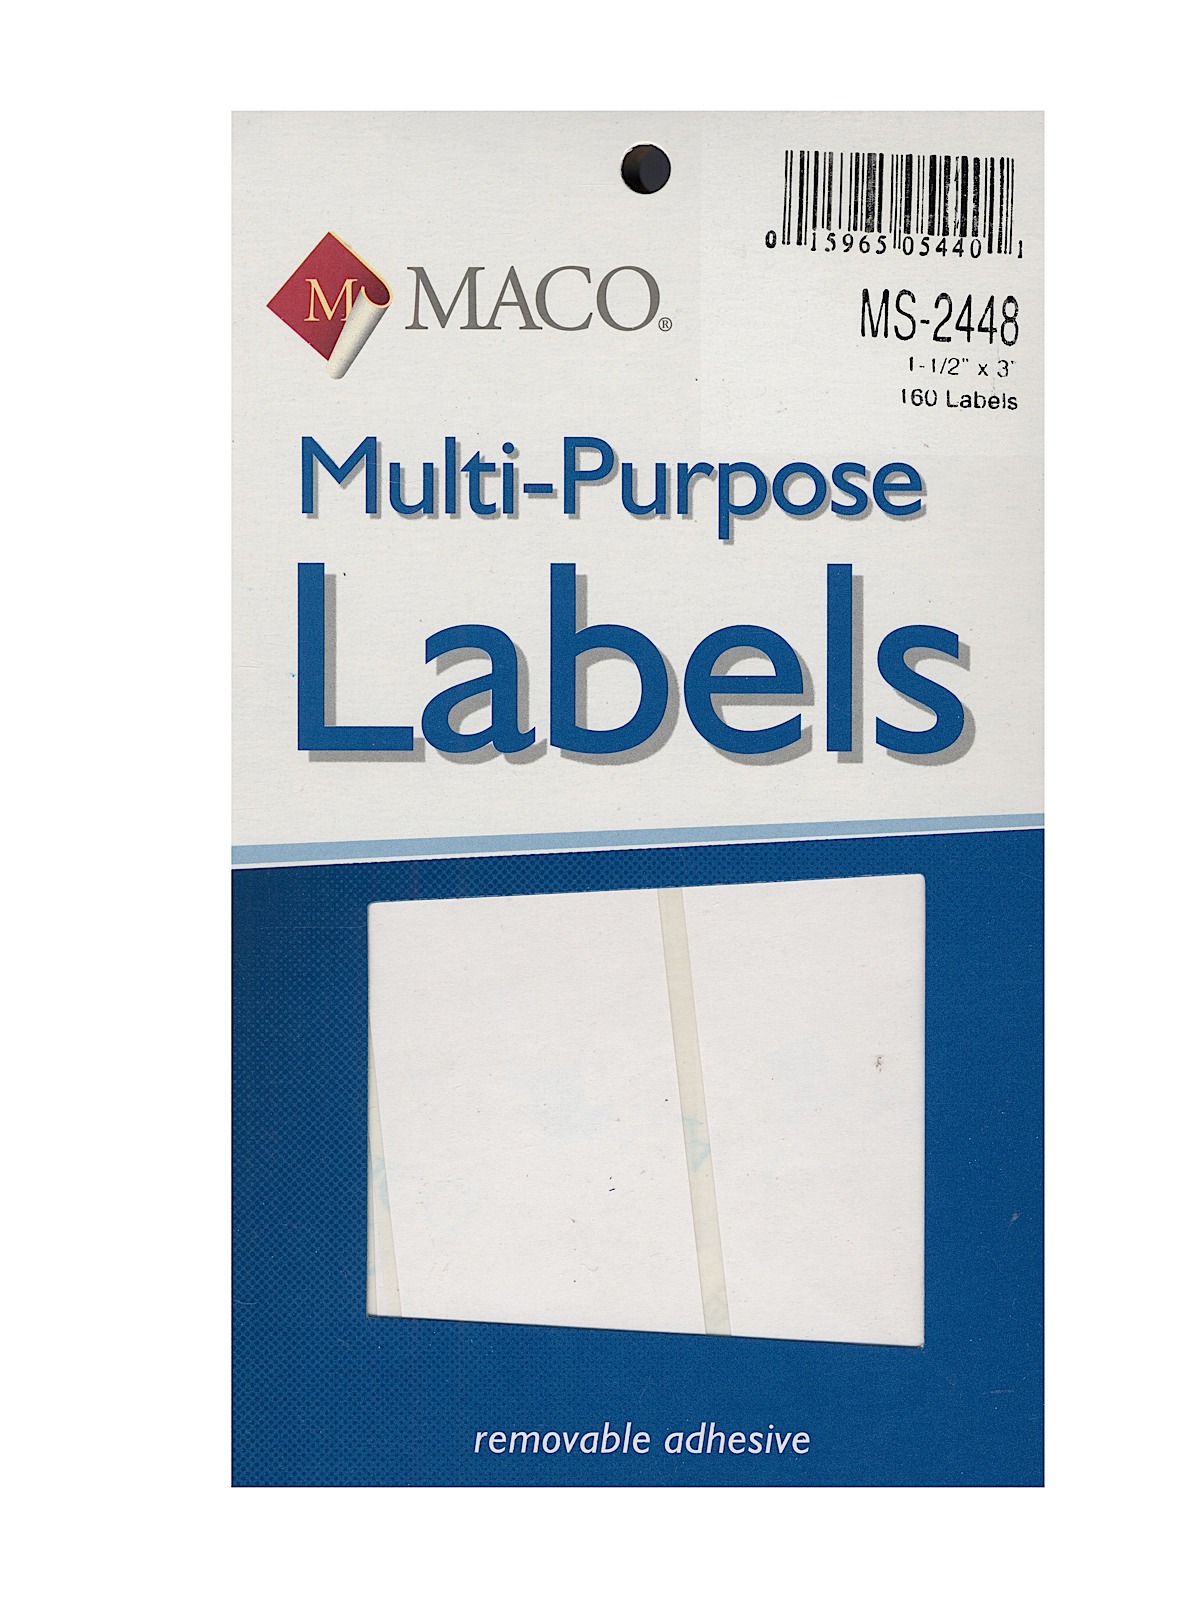 0 15965 05440 1
M MACO®
MS-2448
1-1/2" x 3"
160 Labels
Multi-Purpose
Labels
removable adhesive